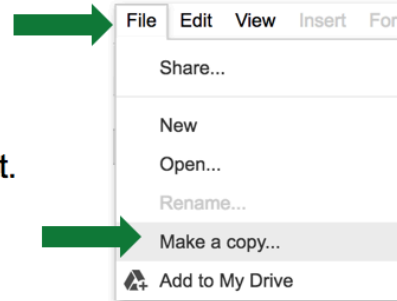 File Edit View Insert For
Share...
New
Open...
t.
Rename...
Make a copy...
Add to My Drive